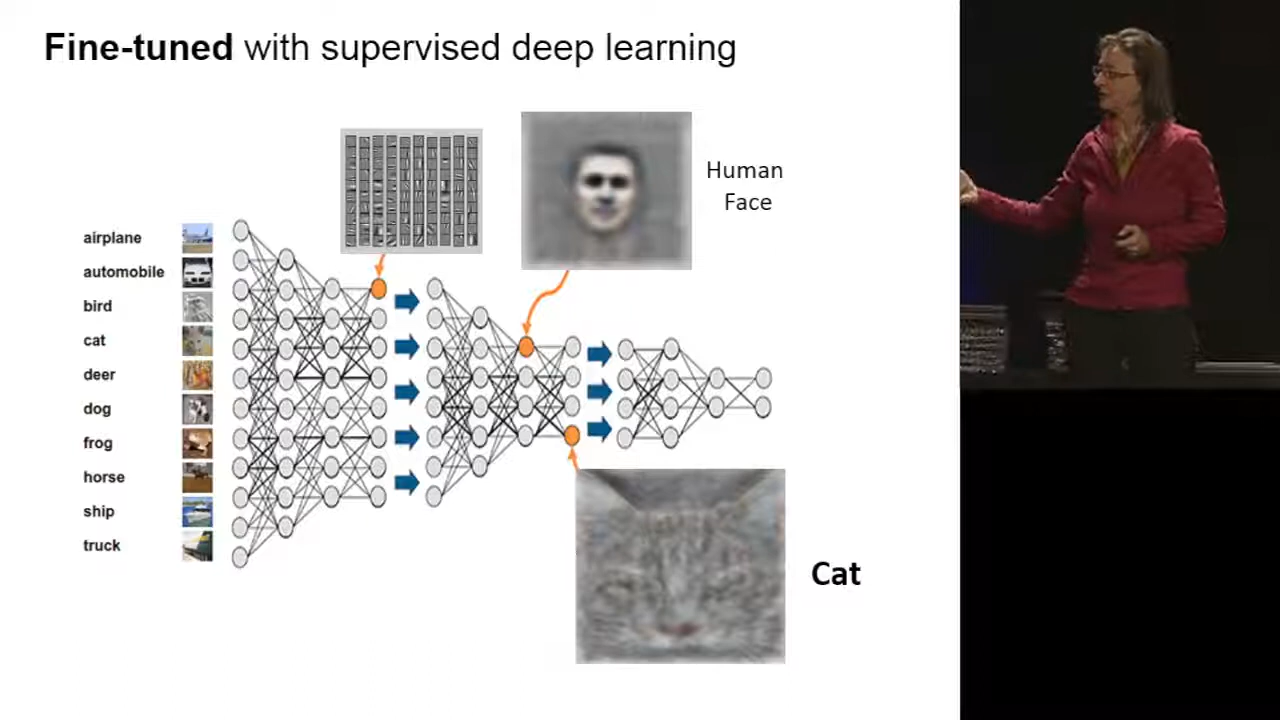 Fine-tuned with supervised deep learning
Human
Face
airplane
automobile
bird
cat
deer
dog
frog
horse
ship
truck
Cat